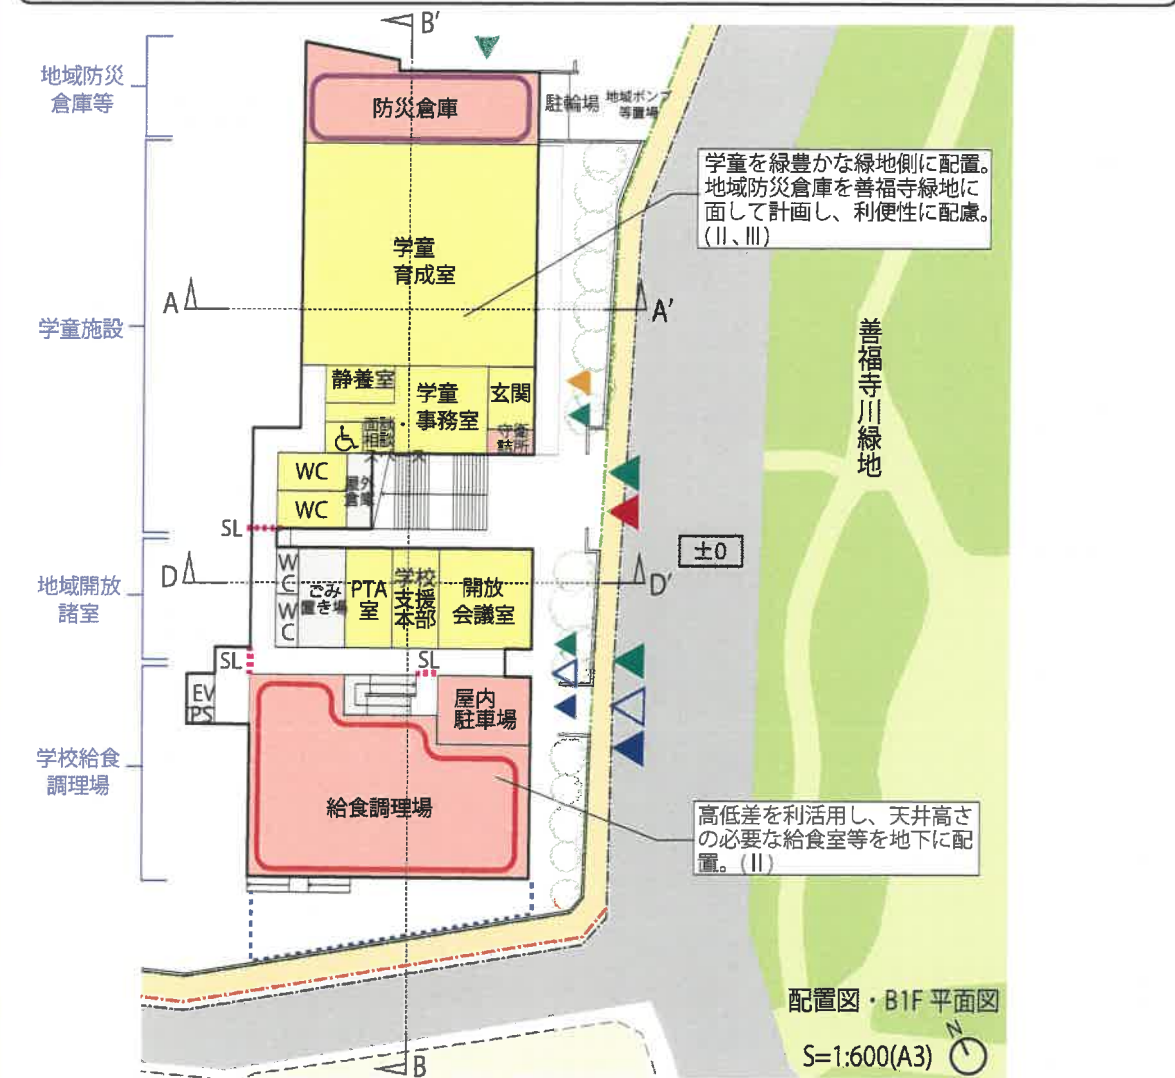 B'
地域防災
倉庫等
防災倉庫
駐輪場
地域ポンプ
等置場
学童を緑豊かな緑地側に配置。
地域防災倉庫を善福寺緑地に
面して計画し、利便性に配慮。
(II、III)
学童
育成室
A
A'
学童施設
善福寺川緑地
静養室
学童
・事務室
玄関
守衛
詰所
面談
相談
スペース
WC
WC
屋外
倉庫
SL
±0
D
D'
地域開放
諸室
WC
WC
ごみ
置き場
PTA
室
学校
支援
本部
開放
会議室
SL
SL
EV
PS
屋内
駐車場
学校給食
調理場
給食調理場
高低差を利活用し、天井高さ
の必要な給食室等を地下に配
置。(II)
配置図・B1F 平面図
N
S=1:600(A3)
B